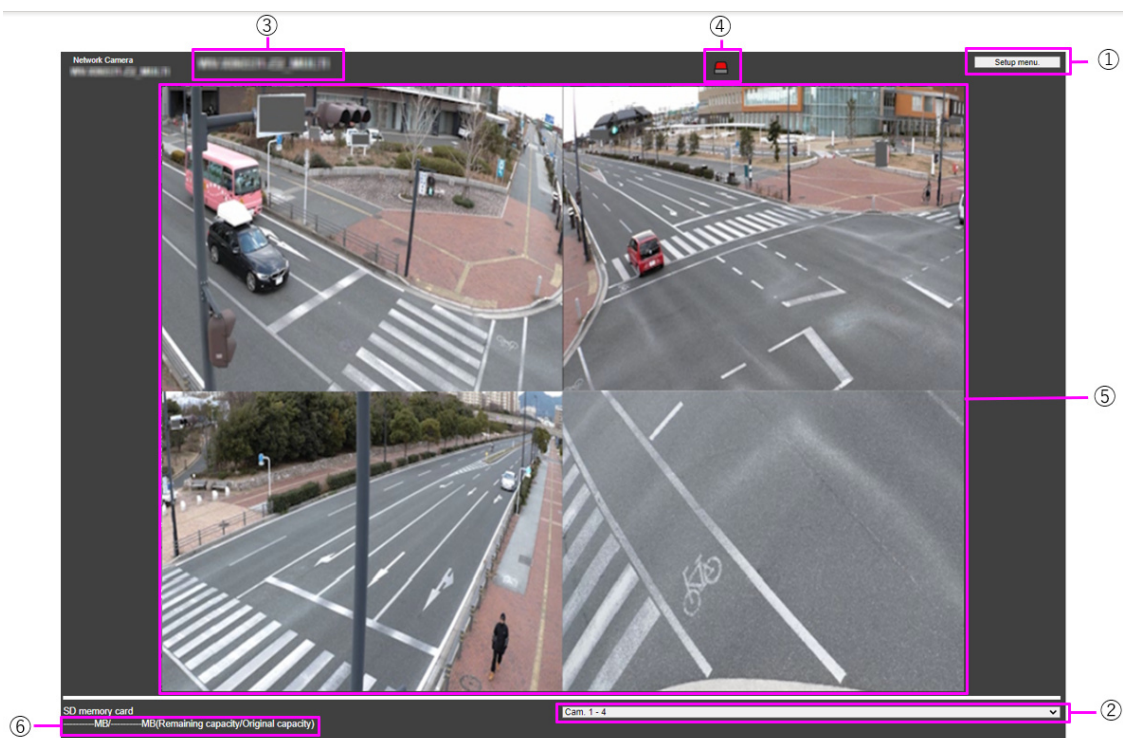 ③
④
①
Network Camera
Setup menu.
⑤
SD memory card
⑥
----------MB/----------MB(Remaining capacity/Original capacity)
Cam. 1 - 4
②